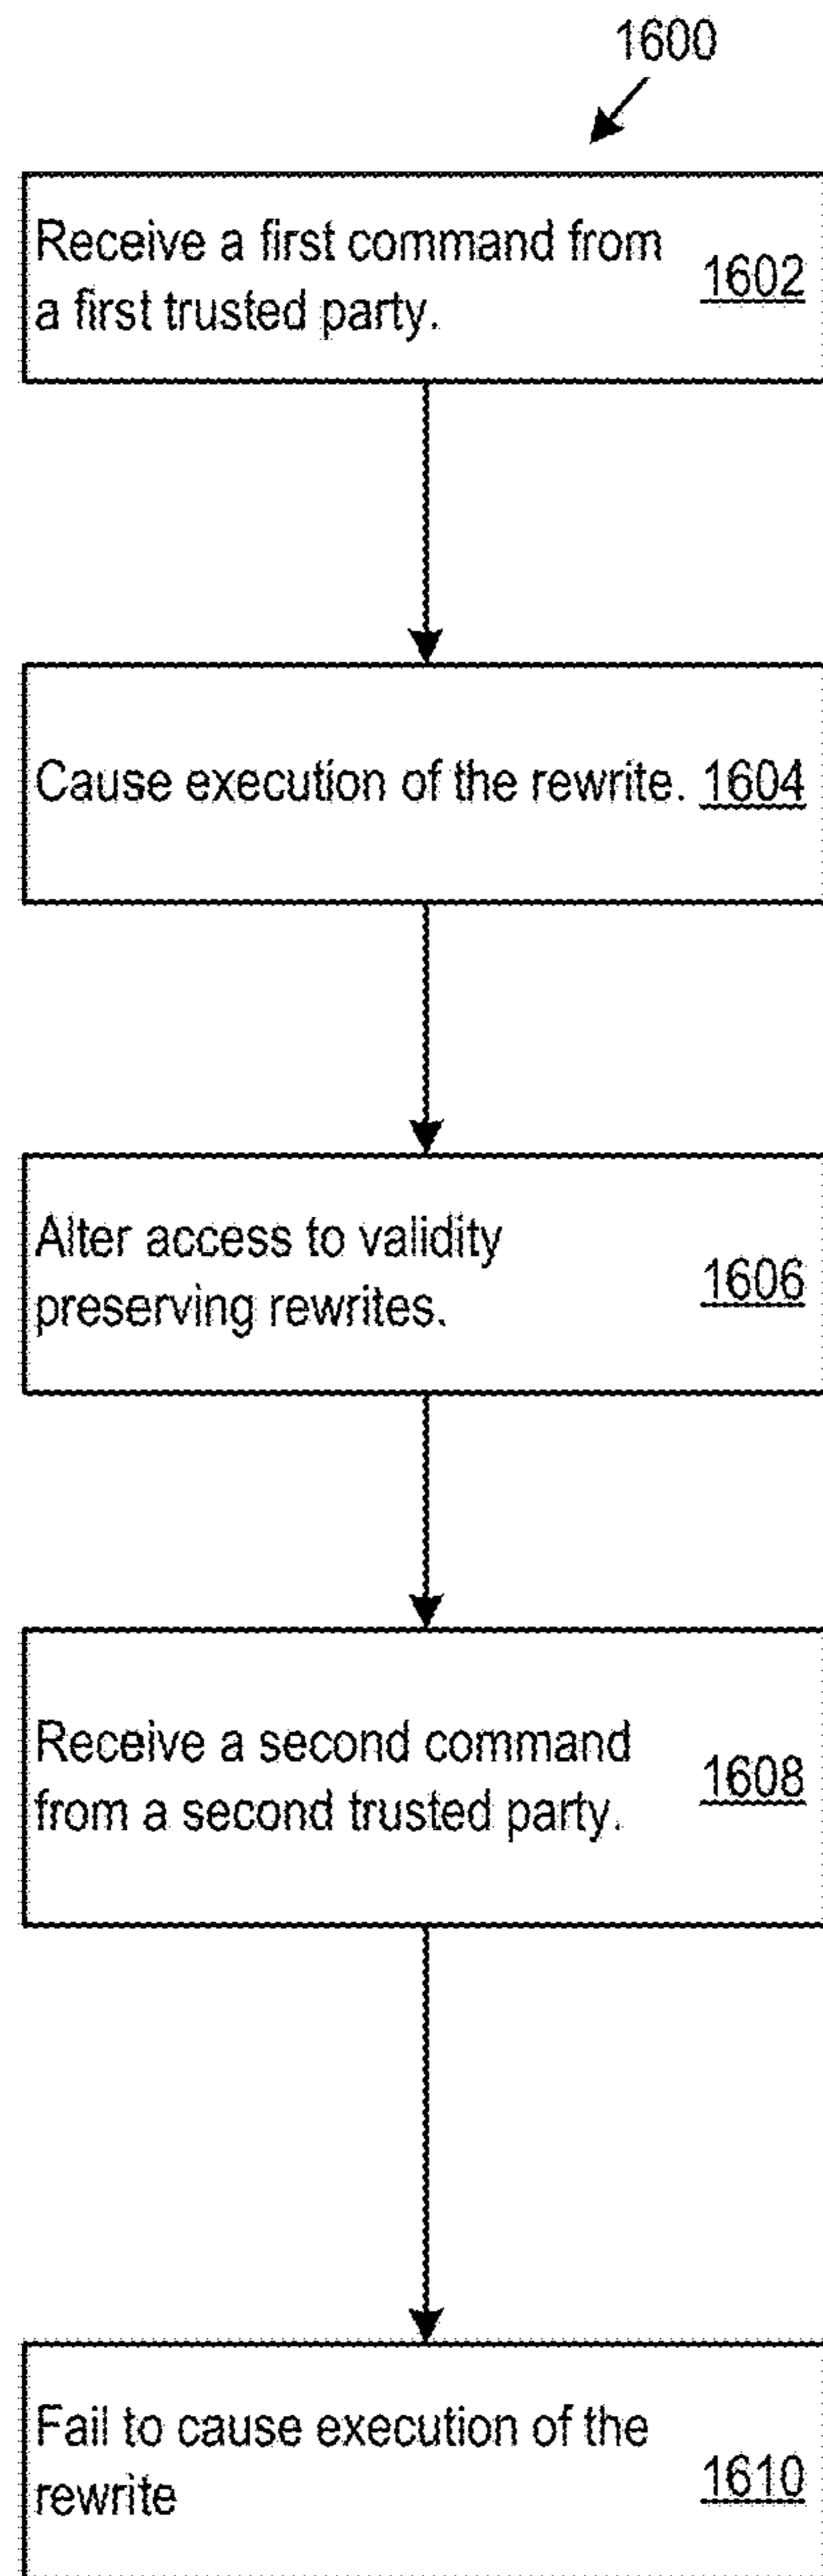 1600
Receive a first command from
a first trusted party.
1602
Cause execution of the rewrite. 1604
Alter access to validity
preserving rewrites.
1606
Receive a second command
from a second trusted party.
1608
Fail to cause execution of the
rewrite
1610